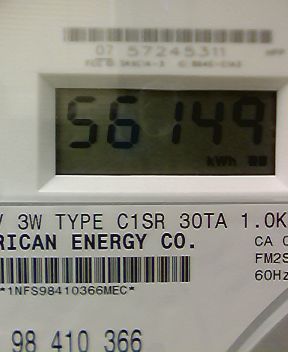 07 57245311
56149
kWh
V 3W TYPE C1SR 30TA 1.0K
RICAN ENERGY CO.
CA 0
FM2S
60Hz
*1NFS98410366MEC*
98 410 366